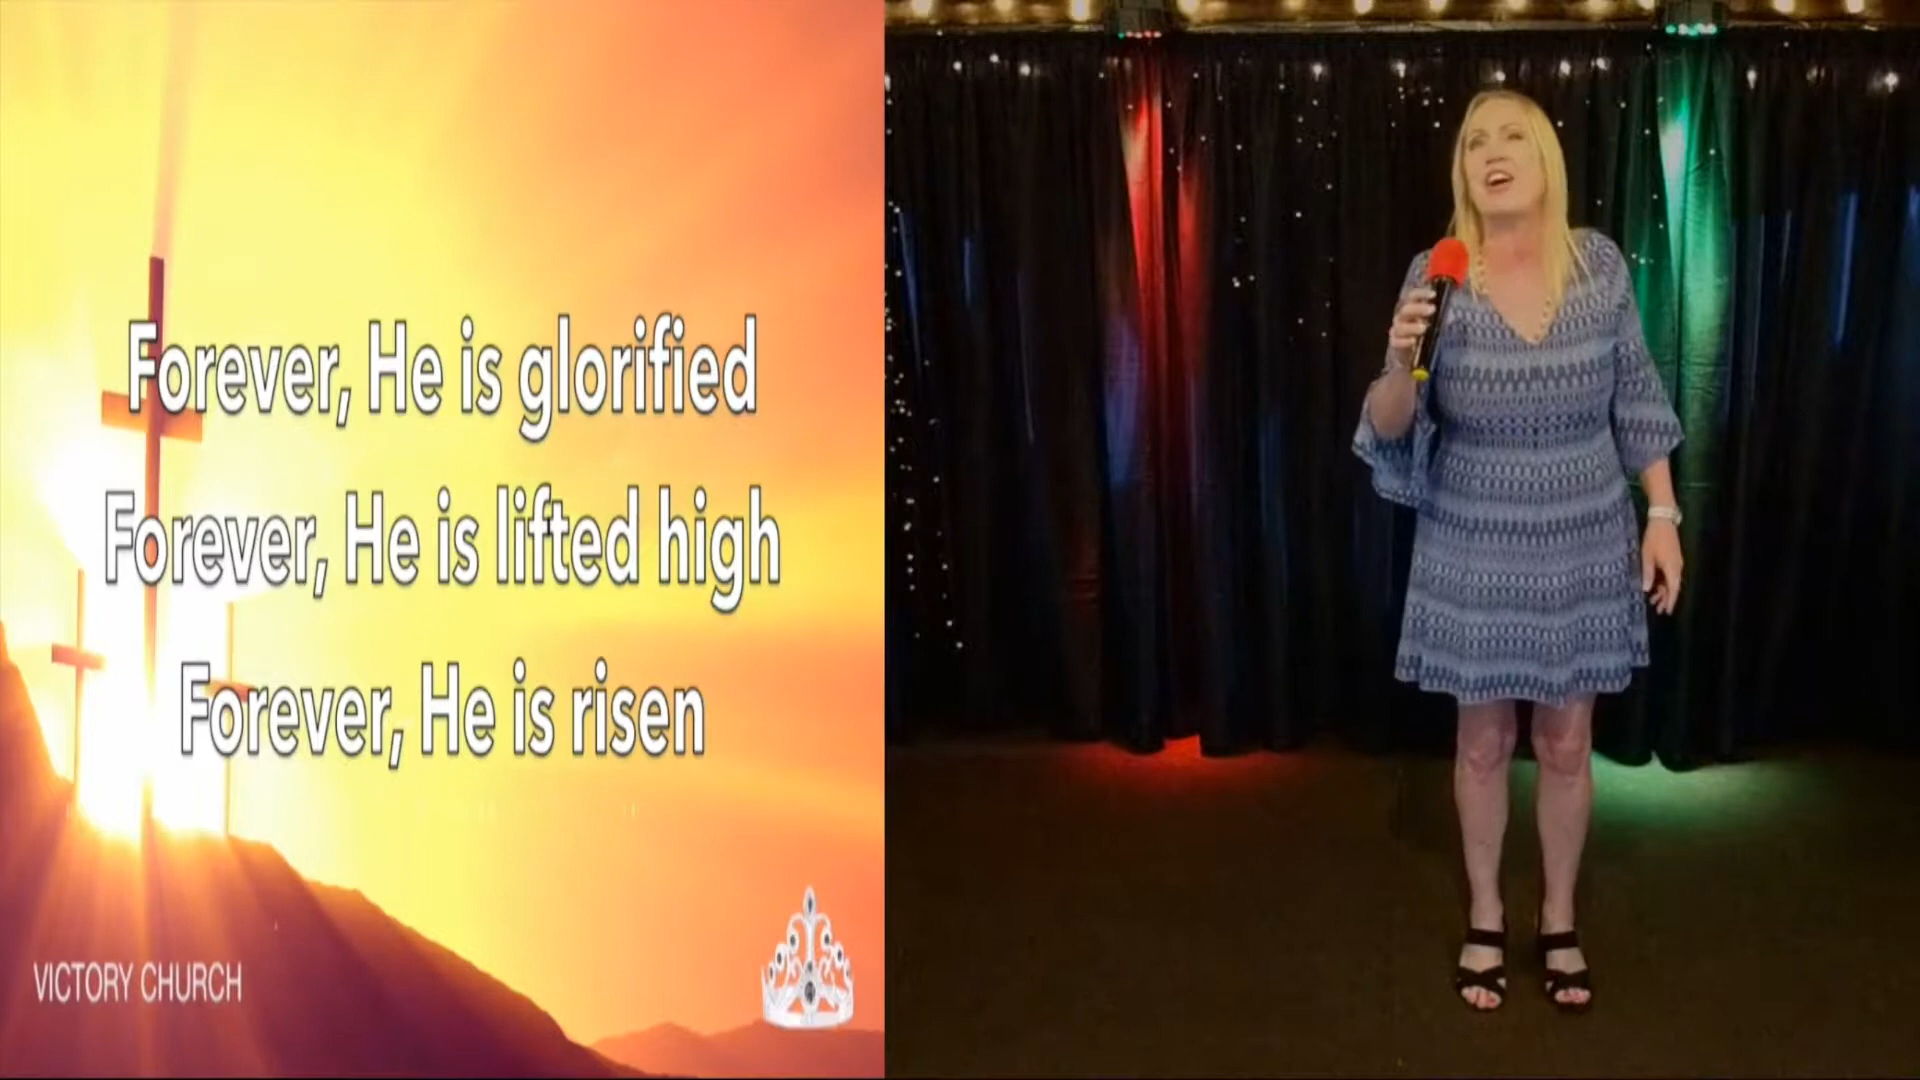 Forever, He is glorified
Forever, He is lifted high
Forever, He is risen
VICTORY CHURCH